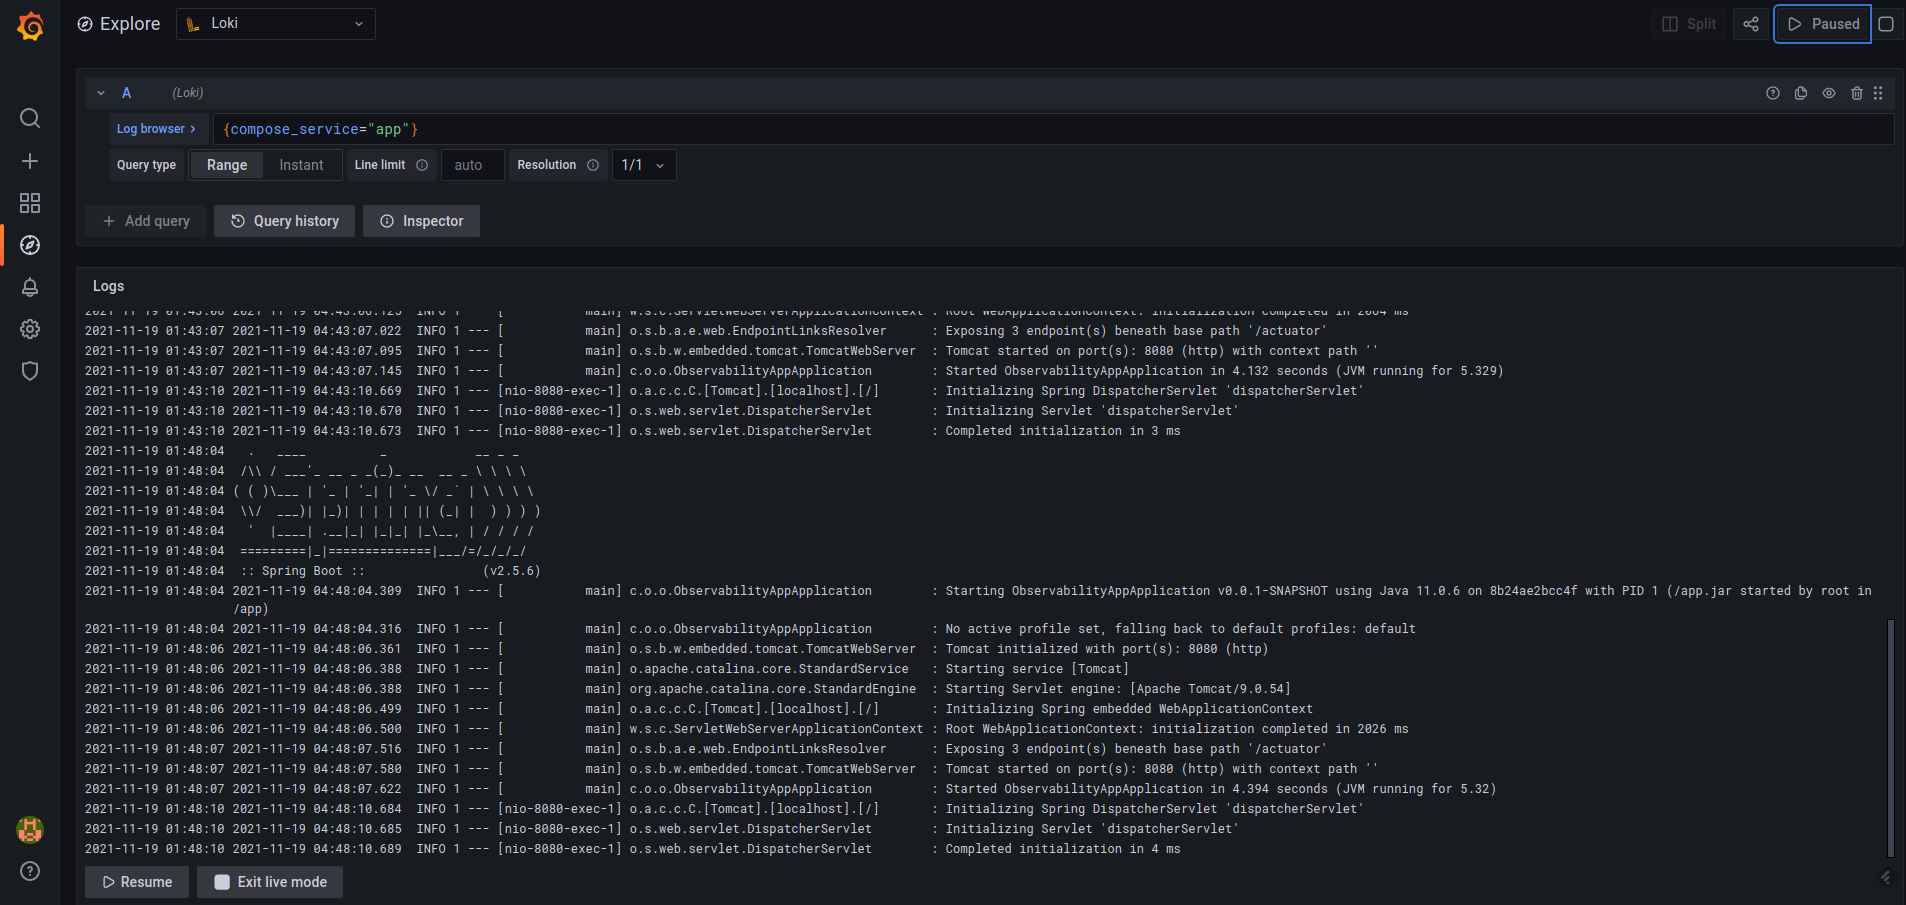 Explore
Loki
Split
Paused
A (Loki)
Log browser > {compose_service="app"}
Query type Range Instant Line limit auto Resolution 1/1
+ Add query Query history Inspector
Logs
2021-11-19 01:43:06 2021-11-19 04:43:06.125  INFO 1 --- [           main] w.s.c.ServletWebServerApplicationContext : Root WebApplicationContext: initialization completed in 2064 ms
2021-11-19 01:43:07 2021-11-19 04:43:07.022  INFO 1 --- [           main] o.s.b.a.e.web.EndpointLinksResolver      : Exposing 3 endpoint(s) beneath base path '/actuator'
2021-11-19 01:43:07 2021-11-19 04:43:07.095  INFO 1 --- [           main] o.s.b.w.embedded.tomcat.TomcatWebServer  : Tomcat started on port(s): 8080 (http) with context path ''
2021-11-19 01:43:07 2021-11-19 04:43:07.145  INFO 1 --- [           main] c.o.o.ObservabilityAppApplication        : Started ObservabilityAppApplication in 4.132 seconds (JVM running for 5.329)
2021-11-19 01:43:10 2021-11-19 04:43:10.669  INFO 1 --- [nio-8080-exec-1] o.a.c.c.C.[Tomcat].[localhost].[/]       : Initializing Spring DispatcherServlet 'dispatcherServlet'
2021-11-19 01:43:10 2021-11-19 04:43:10.670  INFO 1 --- [nio-8080-exec-1] o.s.web.servlet.DispatcherServlet        : Initializing Servlet 'dispatcherServlet'
2021-11-19 01:43:10 2021-11-19 04:43:10.673  INFO 1 --- [nio-8080-exec-1] o.s.web.servlet.DispatcherServlet        : Completed initialization in 3 ms
2021-11-19 01:48:04   .   ____          _            __ _ _
2021-11-19 01:48:04  /\\ / ___'_ __ _ _(_)_ __  __ _ \ \ \ \
2021-11-19 01:48:04 ( ( )\___ | '_ | '_| | '_ \/ _` | \ \ \ \
2021-11-19 01:48:04  \\/  ___)| |_)| | | | | || (_| |  ) ) ) )
2021-11-19 01:48:04   '  |____| .__|_| |_|_| |_\__, | / / / /
2021-11-19 01:48:04  =========|_|==============|___/=/_/_/_/
2021-11-19 01:48:04  :: Spring Boot ::                (v2.5.6)
2021-11-19 01:48:04 2021-11-19 04:48:04.309  INFO 1 --- [           main] c.o.o.ObservabilityAppApplication        : Starting ObservabilityAppApplication v0.0.1-SNAPSHOT using Java 11.0.6 on 8b24ae2bcc4f with PID 1 (/app.jar started by root in
/app)
2021-11-19 01:48:04 2021-11-19 04:48:04.316  INFO 1 --- [           main] c.o.o.ObservabilityAppApplication        : No active profile set, falling back to default profiles: default
2021-11-19 01:48:06 2021-11-19 04:48:06.361  INFO 1 --- [           main] o.s.b.w.embedded.tomcat.TomcatWebServer  : Tomcat initialized with port(s): 8080 (http)
2021-11-19 01:48:06 2021-11-19 04:48:06.388  INFO 1 --- [           main] o.apache.catalina.core.StandardService   : Starting service [Tomcat]
2021-11-19 01:48:06 2021-11-19 04:48:06.388  INFO 1 --- [           main] org.apache.catalina.core.StandardEngine  : Starting Servlet engine: [Apache Tomcat/9.0.54]
2021-11-19 01:48:06 2021-11-19 04:48:06.499  INFO 1 --- [           main] o.a.c.c.C.[Tomcat].[localhost].[/]       : Initializing Spring embedded WebApplicationContext
2021-11-19 01:48:06 2021-11-19 04:48:06.500  INFO 1 --- [           main] w.s.c.ServletWebServerApplicationContext : Root WebApplicationContext: initialization completed in 2026 ms
2021-11-19 01:48:07 2021-11-19 04:48:07.516  INFO 1 --- [           main] o.s.b.a.e.web.EndpointLinksResolver      : Exposing 3 endpoint(s) beneath base path '/actuator'
2021-11-19 01:48:07 2021-11-19 04:48:07.580  INFO 1 --- [           main] o.s.b.w.embedded.tomcat.TomcatWebServer  : Tomcat started on port(s): 8080 (http) with context path ''
2021-11-19 01:48:07 2021-11-19 04:48:07.622  INFO 1 --- [           main] c.o.o.ObservabilityAppApplication        : Started ObservabilityAppApplication in 4.394 seconds (JVM running for 5.32)
2021-11-19 01:48:10 2021-11-19 04:48:10.684  INFO 1 --- [nio-8080-exec-1] o.a.c.c.C.[Tomcat].[localhost].[/]       : Initializing Spring DispatcherServlet 'dispatcherServlet'
2021-11-19 01:48:10 2021-11-19 04:48:10.685  INFO 1 --- [nio-8080-exec-1] o.s.web.servlet.DispatcherServlet        : Initializing Servlet 'dispatcherServlet'
2021-11-19 01:48:10 2021-11-19 04:48:10.689  INFO 1 --- [nio-8080-exec-1] o.s.web.servlet.DispatcherServlet        : Completed initialization in 4 ms
Resume Exit live mode